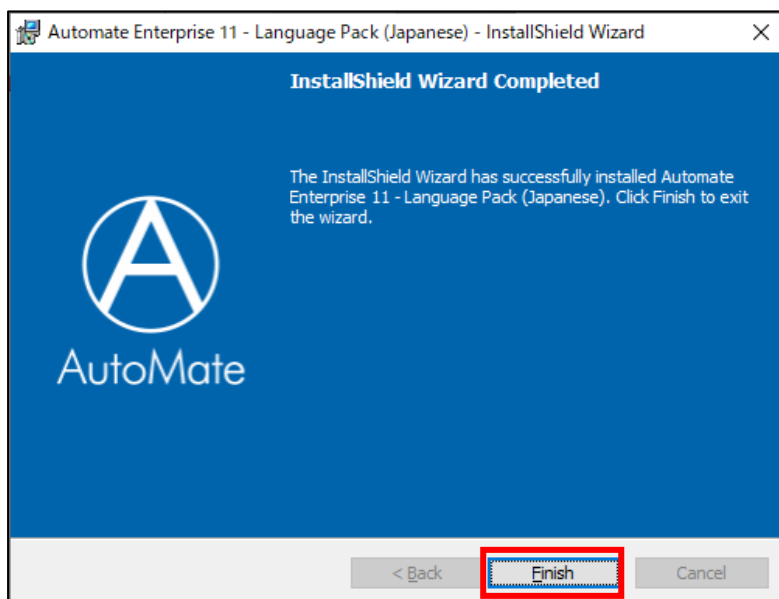 Automate Enterprise 11 - Language Pack (Japanese) - InstallShield Wizard
InstallShield Wizard Completed
The InstallShield Wizard has successfully installed Automate
Enterprise 11 - Language Pack (Japanese). Click Finish to exit
the wizard.
AutoMate
< Back
Finish
Cancel